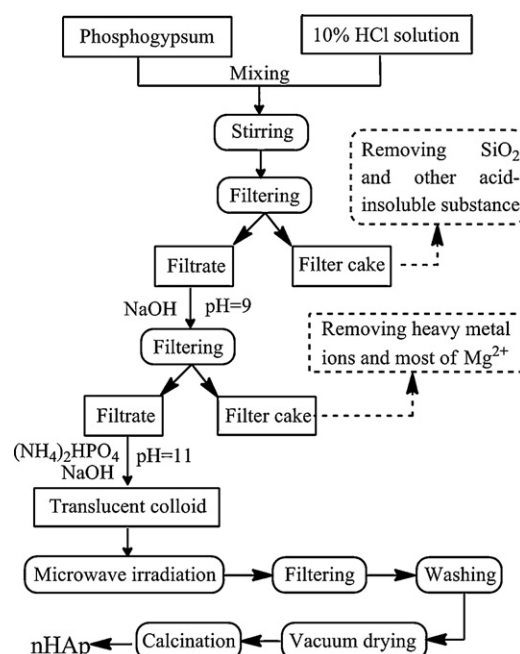 Phosphogypsum
10% HCl solution
Mixing
Stirring
Removing SiO₂
and other acid-
insoluble substance
Filtering
Filtrate
Filter cake
NaOH
pH=9
Removing heavy metal
ions and most of Mg²⁺
Filtering
Filtrate
Filter cake
(NH₄)₂HPO₄
pH=11
NaOH
Translucent colloid
Microwave irradiation
Filtering
Washing
nHAp
Calcination
Vacuum drying